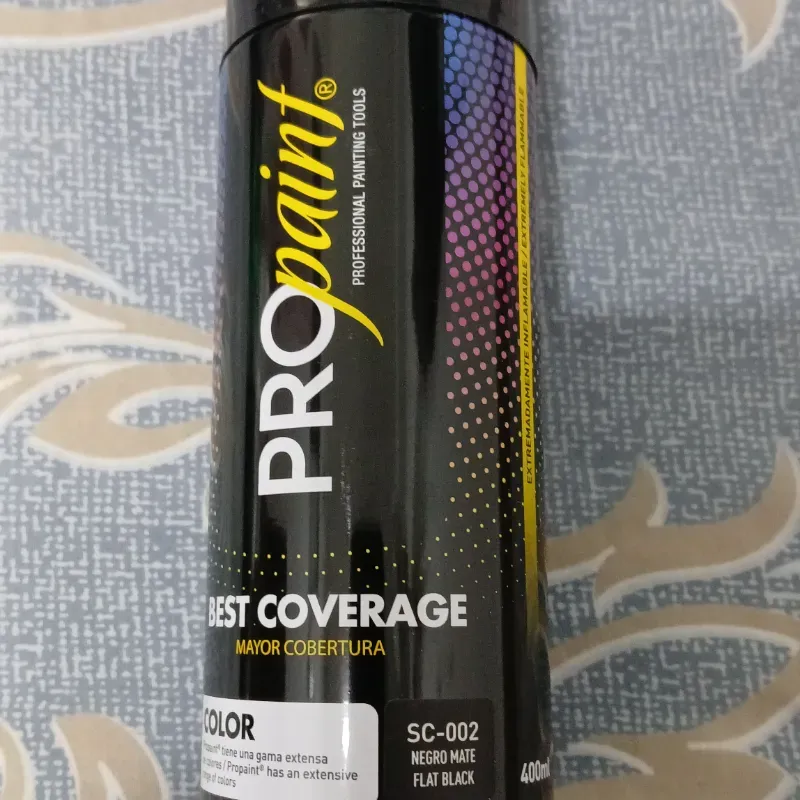 PROpaint®
PROFESSIONAL PAINTING TOOLS
EXTREMADAMENTE INFLAMABLE / EXTREMELY FLAMMABLE
BEST COVERAGE
MAYOR COBERTURA
COLOR
Propaint® tiene una gama extensa
colores / Propaint® has an extensive
of colors
SC-002
NEGRO MATE
FLAT BLACK
400ml